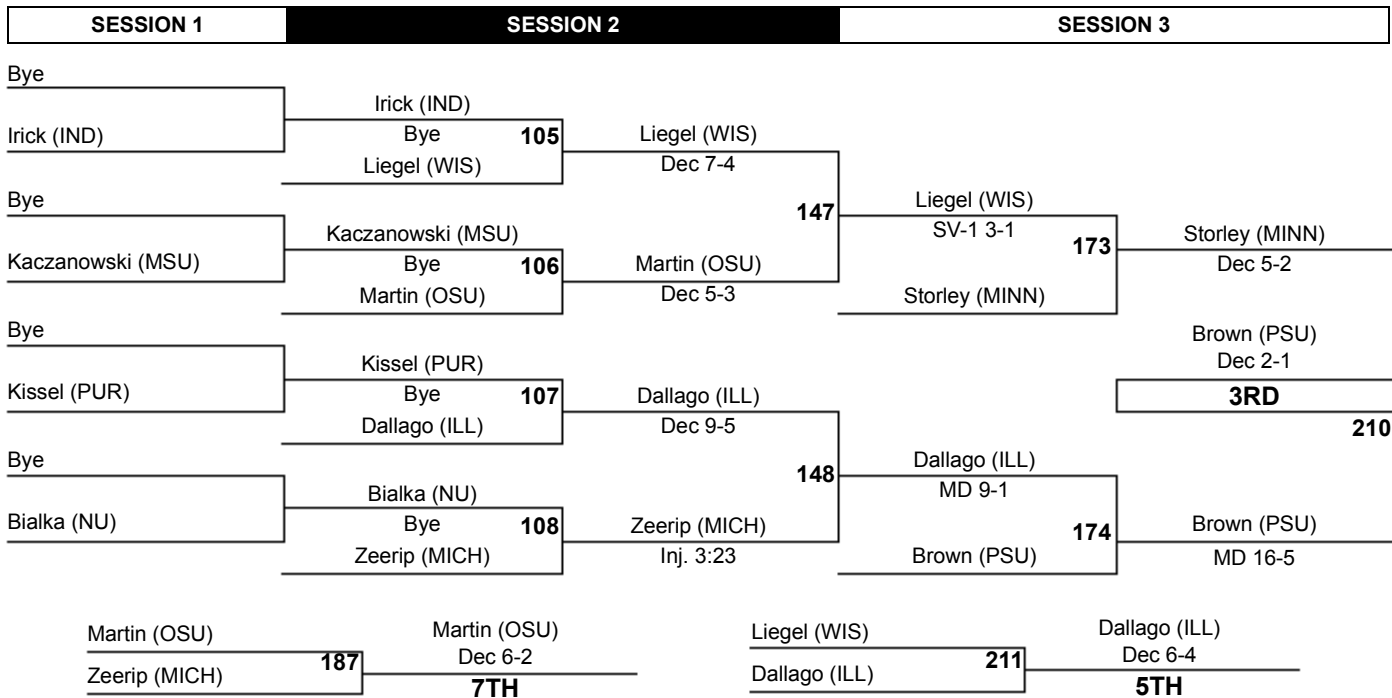 SESSION 1
SESSION 2
SESSION 3
Bye
Irick (IND)
Bye
Kaczanowski (MSU)
Bye
Kissel (PUR)
Bye
Bialka (NU)
Irick (IND)
Bye 105
Liegel (WIS)
Kaczanowski (MSU)
Bye 106
Martin (OSU)
Kissel (PUR)
Bye 107
Dallago (ILL)
Bialka (NU)
Bye 108
Zeerip (MICH)
Liegel (WIS)
Dec 7-4
147
Martin (OSU)
Dec 5-3
Dallago (ILL)
Dec 9-5
148
Zeerip (MICH)
Inj. 3:23
Liegel (WIS)
SV-1 3-1
173
Storley (MINN)
Dallago (ILL)
MD 9-1
174
Brown (PSU)
Storley (MINN)
Dec 5-2
Brown (PSU)
Dec 2-1
3RD
210
Brown (PSU)
MD 16-5
Martin (OSU)
187
Zeerip (MICH)
Martin (OSU)
Dec 6-2
7TH
Liegel (WIS)
211
Dallago (ILL)
Dallago (ILL)
Dec 6-4
5TH